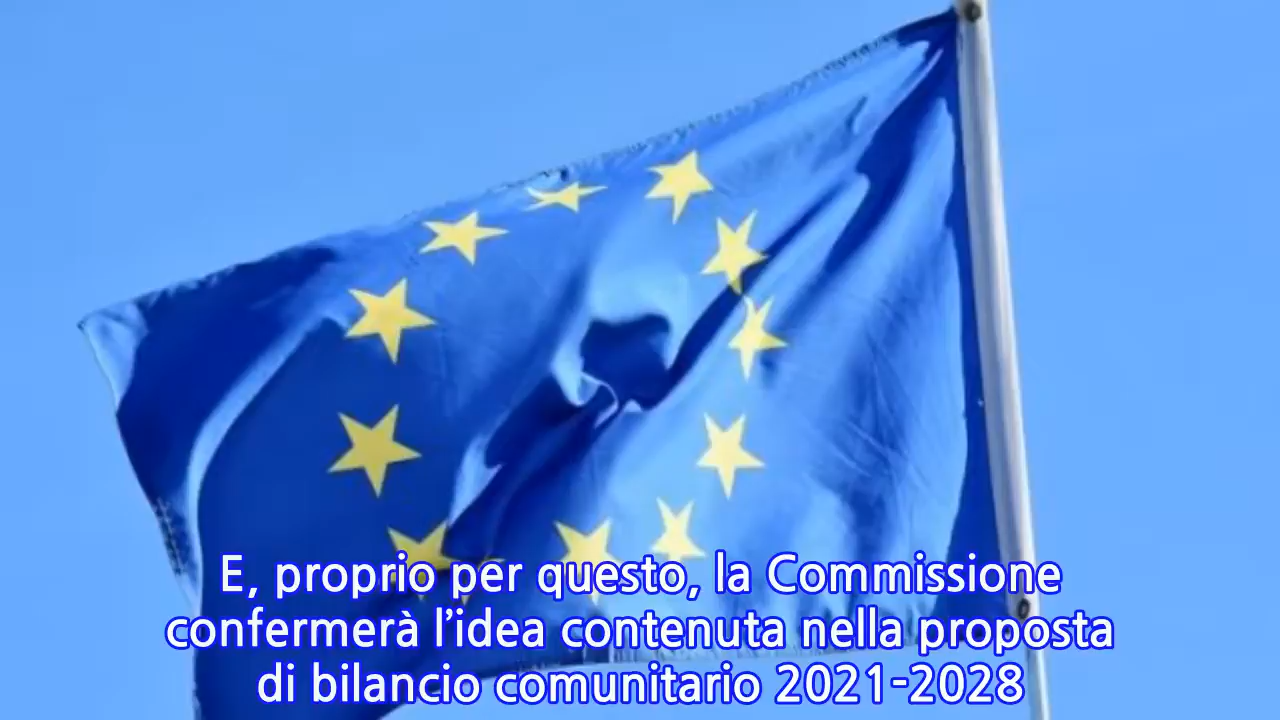 E, proprio per questo, la Commissione
confermerà l'idea contenuta nella proposta
di bilancio comunitario 2021-2028